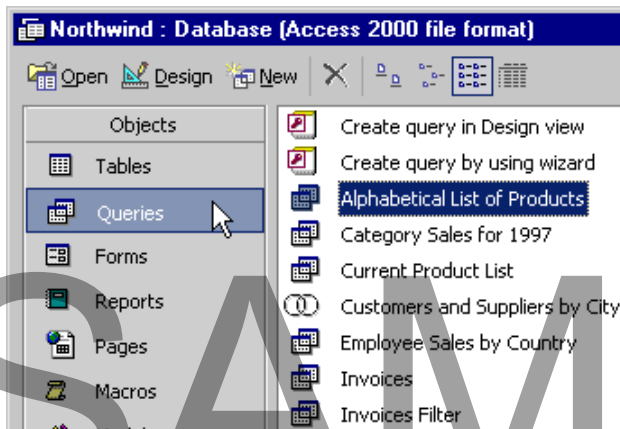 Northwind : Database (Access 2000 file format)
Open Design New
Objects
Tables
Queries
Forms
Reports
Pages
Macros
Create query in Design view
Create query by using wizard
Alphabetical List of Products
Category Sales for 1997
Current Product List
Customers and Suppliers by City
Employee Sales by Country
Invoices
Invoices Filter
SAM